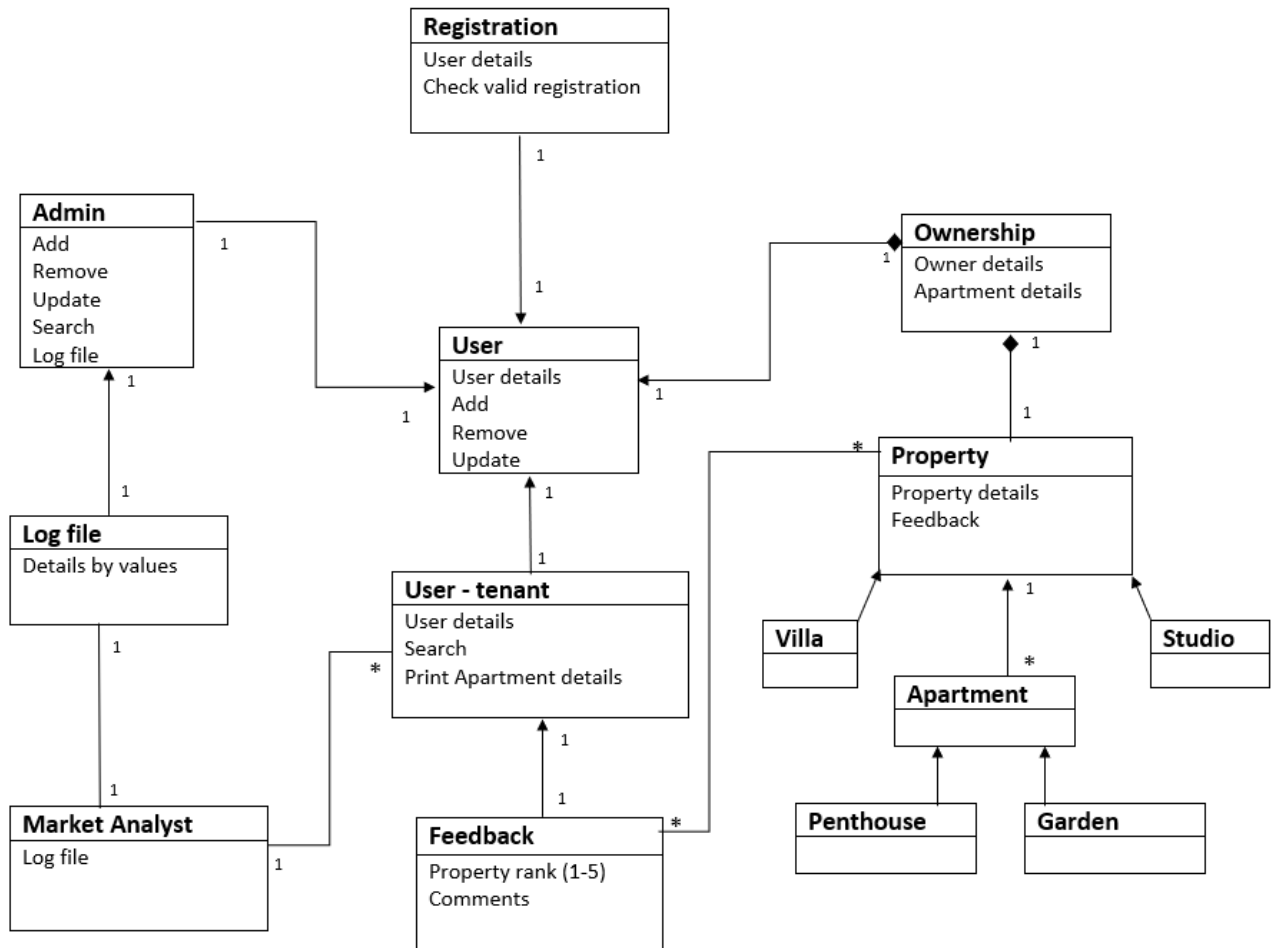 Registration
User details
Check valid registration
1
Admin
Add
Remove
Update
Search
Log file
1
Ownership
Owner details
Apartment details
1
1
1
User
User details
Add
Remove
Update
1
1
1
1
1
Property
Property details
Feedback
*
1
Log file
Details by values
1
1
1
User - tenant
User details
Search
Print Apartment details
*
1
Villa
Studio
*
Apartment
1
1
1
Market Analyst
Log file
1
Feedback
Property rank (1-5)
Comments
*
Penthouse
Garden